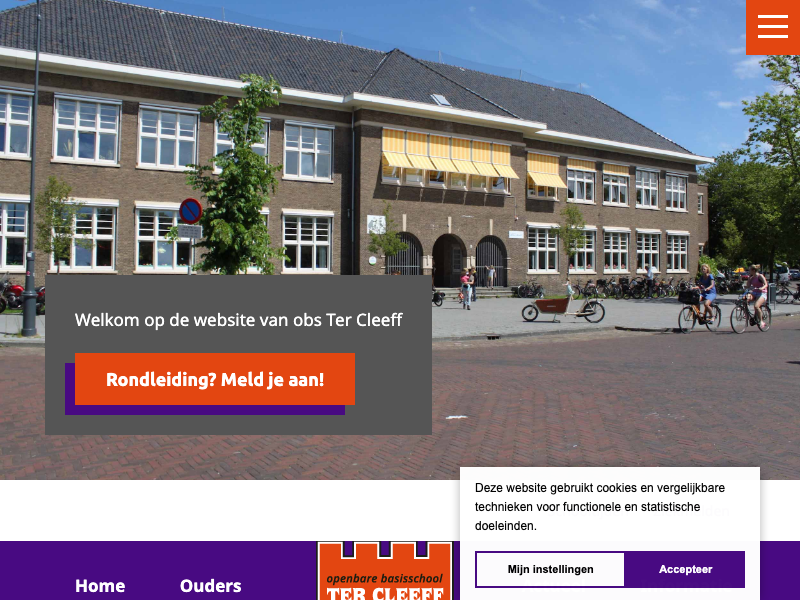 Welkom op de website van obs Ter Cleeff
Rondleiding? Meld je aan!
Deze website gebruikt cookies en vergelijkbare
technieken voor functionele en statistische
doeleinden.
Mijn instellingen
Accepteer
Home
Ouders
openbare basisschool
TER CLEEFF